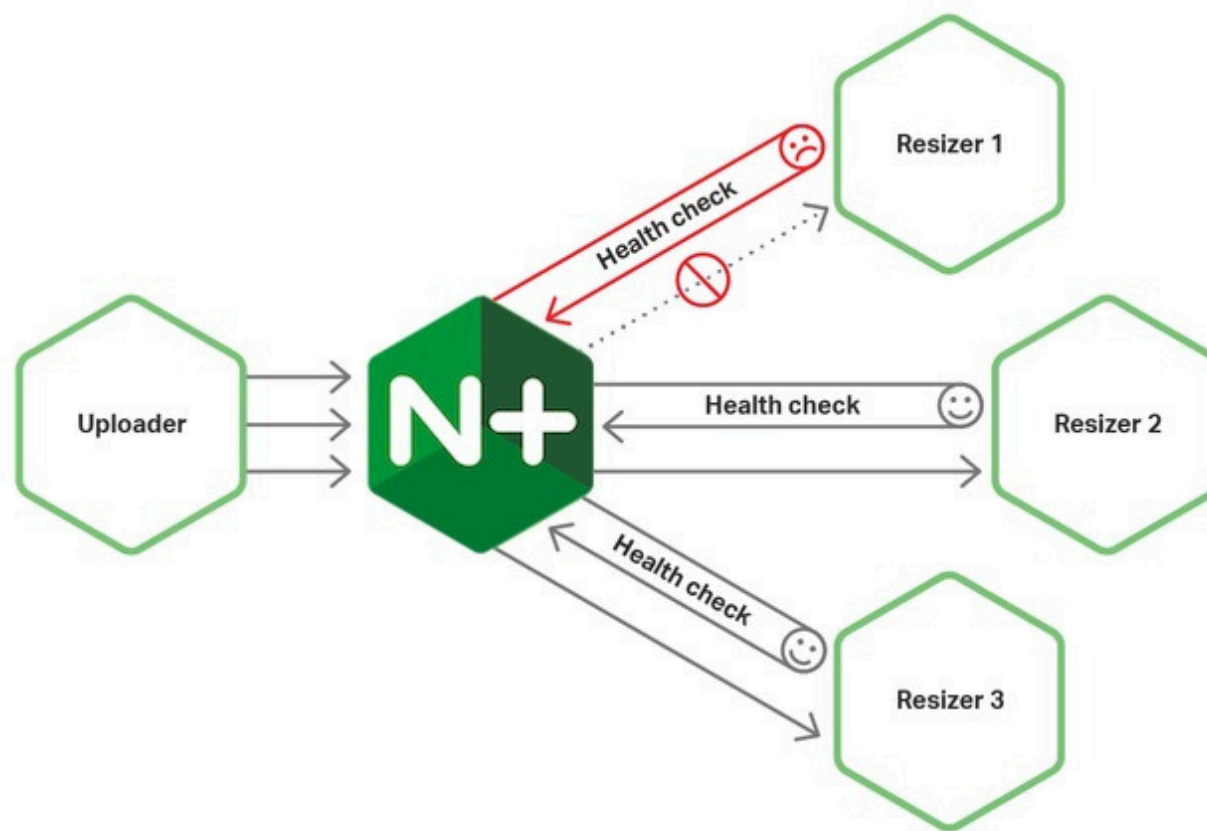 Resizer 1
Health check
Uploader
N+
Health check
Resizer 2
Health check
Resizer 3